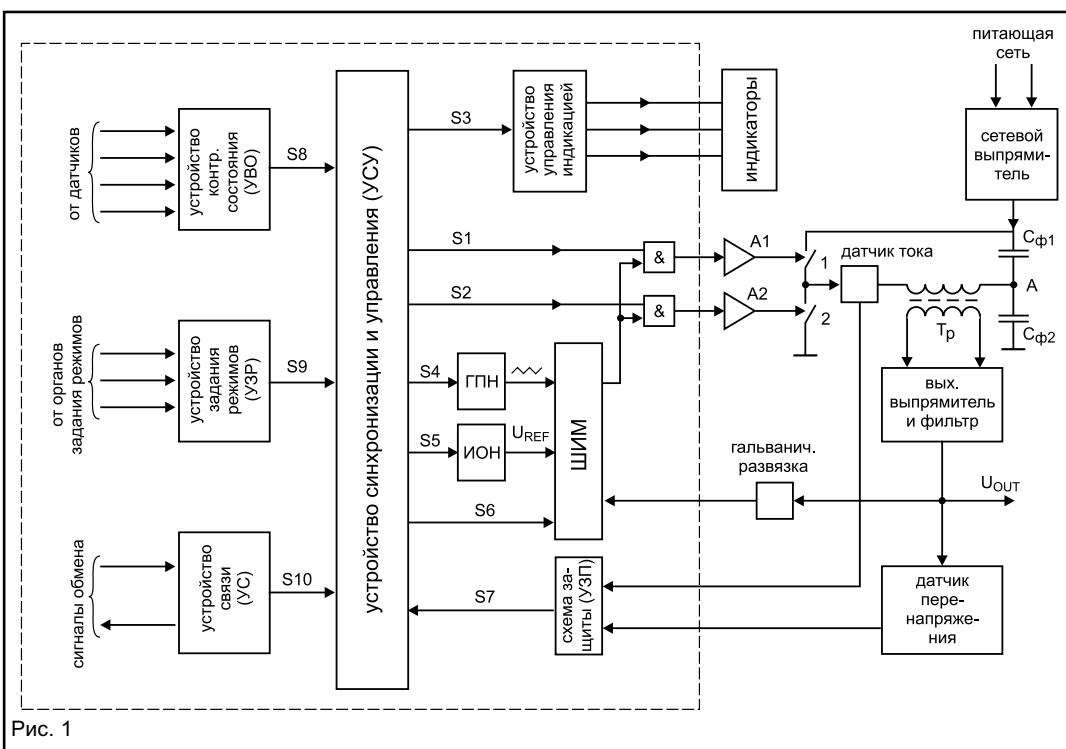 питающая
сеть
сетевой
выпрями-
тель
устройство
управления
индикацией
индикаторы
S3
от датчиков
устройство
контр.
состояния
(УВО)
S8
устройство синхронизации и управления (УСУ)
S1
S2
&
&
A1
A2
1
2
датчик тока
Cф1
A
Cф2
Tр
от органов
задания режимов
устройство
задания
режимов
(УЗР)
S9
S4
ГПН
S5
ИОН
UREF
S6
ШИМ
вых.
выпрямитель
и фильтр
гальванич.
развязка
UOUT
сигналы обмена
устройство
связи
(УС)
S10
S7
схема за-
щиты (УЗП)
датчик
пере-
напряже-
ния
Рис. 1